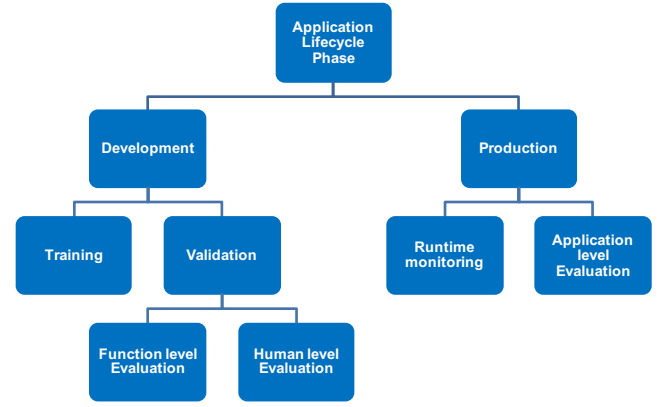 Application
Lifecycle
Phase
Development
Production
Training
Validation
Runtime
monitoring
Application
level
Evaluation
Function level
Evaluation
Human level
Evaluation